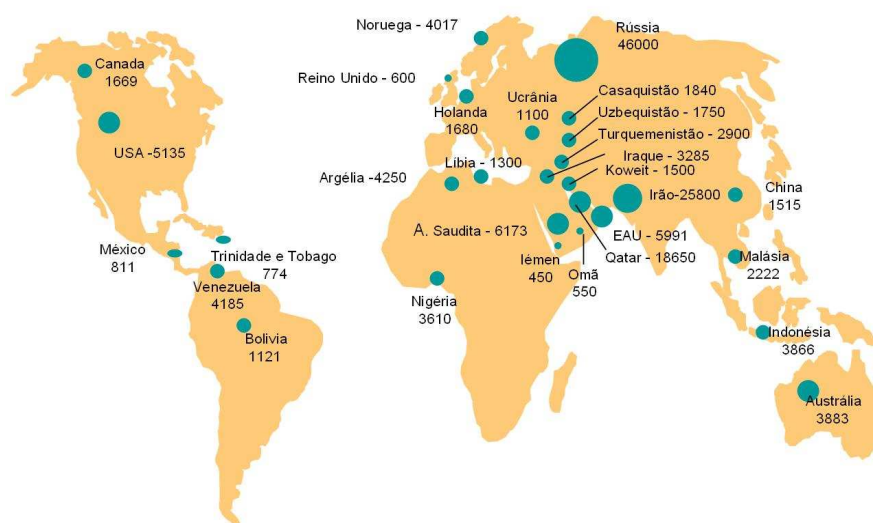 Noruega - 4017
Rússia
46000
Canada
1669
Reino Unido - 600
Casaquistão 1840
Ucrânia
1100
Uzbequistão - 1750
Holanda
1680
Turquemenistão - 2900
USA -5135
Líbia - 1300
Iraque - 3285
Koweit - 1500
Argélia -4250
Irão-25800
China
1515
A. Saudita - 6173
EAU - 5991
México
811
Trinidade e Tobago
774
Iémen
450
Omã
550
Qatar - 18650
Malásia
2222
Venezuela
4185
Nigéria
3610
Bolivia
1121
Indonésia
3866
Austrália
3883